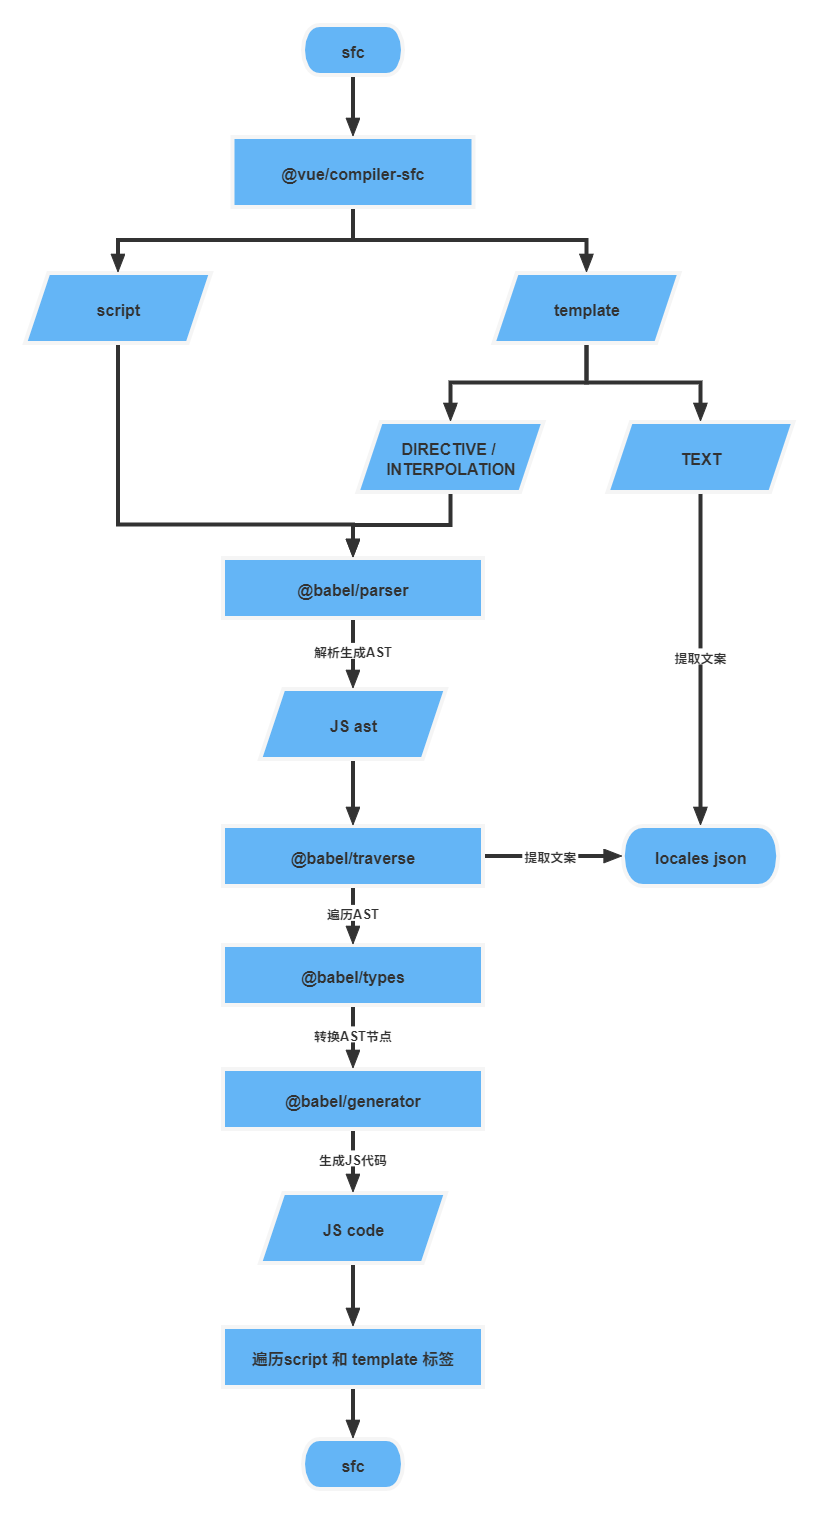 sfc
@vue/compiler-sfc
script
template
DIRECTIVE /
INTERPOLATION
TEXT
@babel/parser
解析生成AST
提取文案
JS ast
@babel/traverse
提取文案
locales json
遍历AST
@babel/types
转换AST节点
@babel/generator
生成JS代码
JS code
遍历script 和 template 标签
sfc